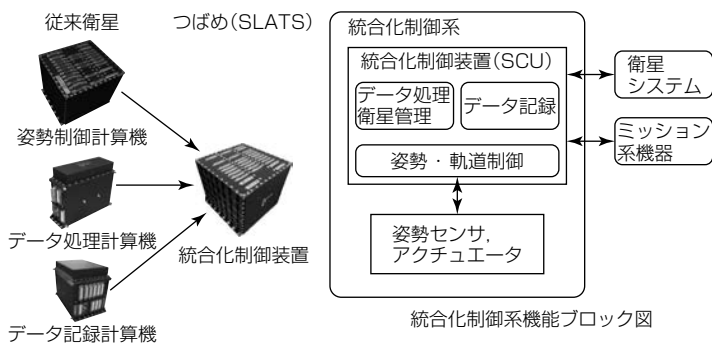 従来衛星
つばめ(SLATS)
姿勢制御計算機
データ処理計算機
データ記録計算機
統合化制御装置
統合化制御系
統合化制御装置(SCU)
データ処理
衛星管理
データ記録
姿勢・軌道制御
姿勢センサ,
アクチュエータ
衛星
システム
ミッション
系機器
統合化制御系機能ブロック図